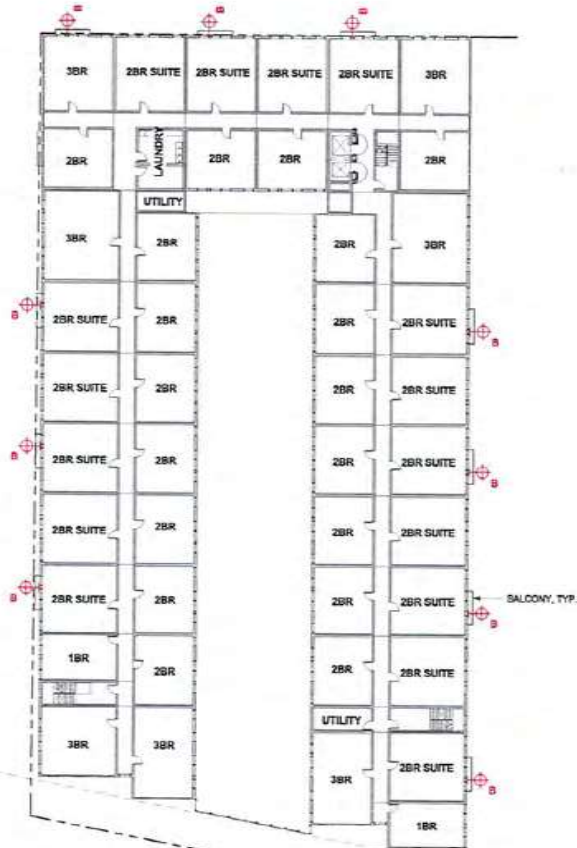 B B B
3BR 2BR SUITE 2BR SUITE 2BR SUITE 2BR SUITE 3BR
2BR LAUNDRY 2BR 2BR 2BR
UTILITY
3BR 2BR 2BR 3BR
B 2BR SUITE 2BR 2BR 2BR SUITE B
2BR SUITE 2BR 2BR 2BR SUITE
B 2BR SUITE 2BR 2BR 2BR SUITE B
2BR SUITE 2BR 2BR 2BR SUITE
B 2BR SUITE 2BR 2BR 2BR SUITE BALCONY, TYP.
B
1BR 2BR 2BR 2BR SUITE
UTILITY
3BR 3BR 3BR 2BR SUITE B
1BR